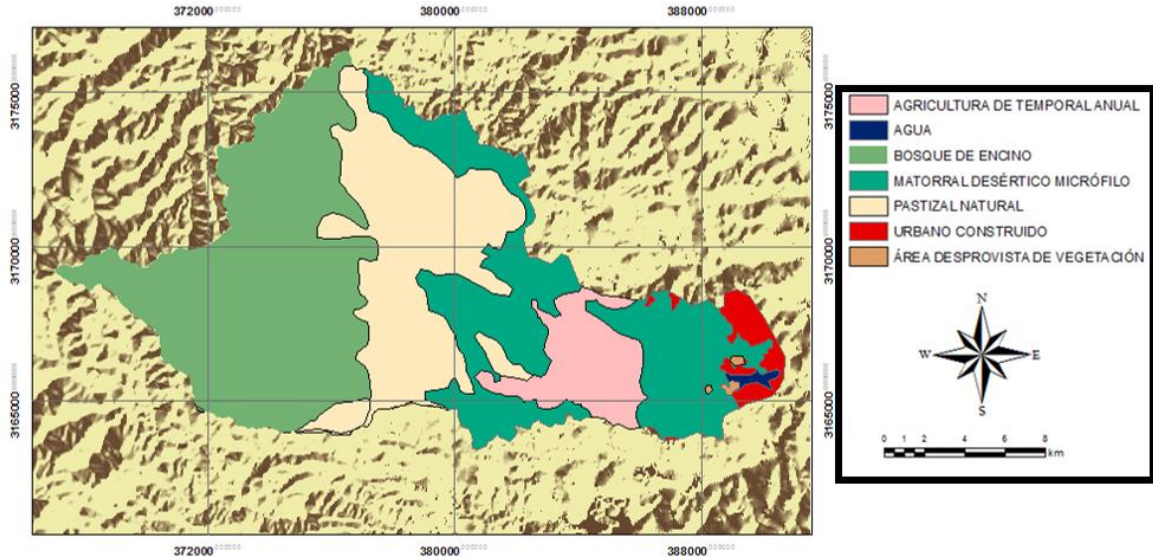 372000 380000 388000
3175000 3175000
3170000 3170000
3165000 3165000
372000 380000 388000
AGRICULTURA DE TEMPORAL ANUAL
AGUA
BOSQUE DE ENCINO
MATORRAL DESÉRTICO MICRÓFILO
PASTIZAL NATURAL
URBANO CONSTRUIDO
ÁREA DESPROVISTA DE VEGETACIÓN
N
W E
S
0 1 2 4 6 8
km